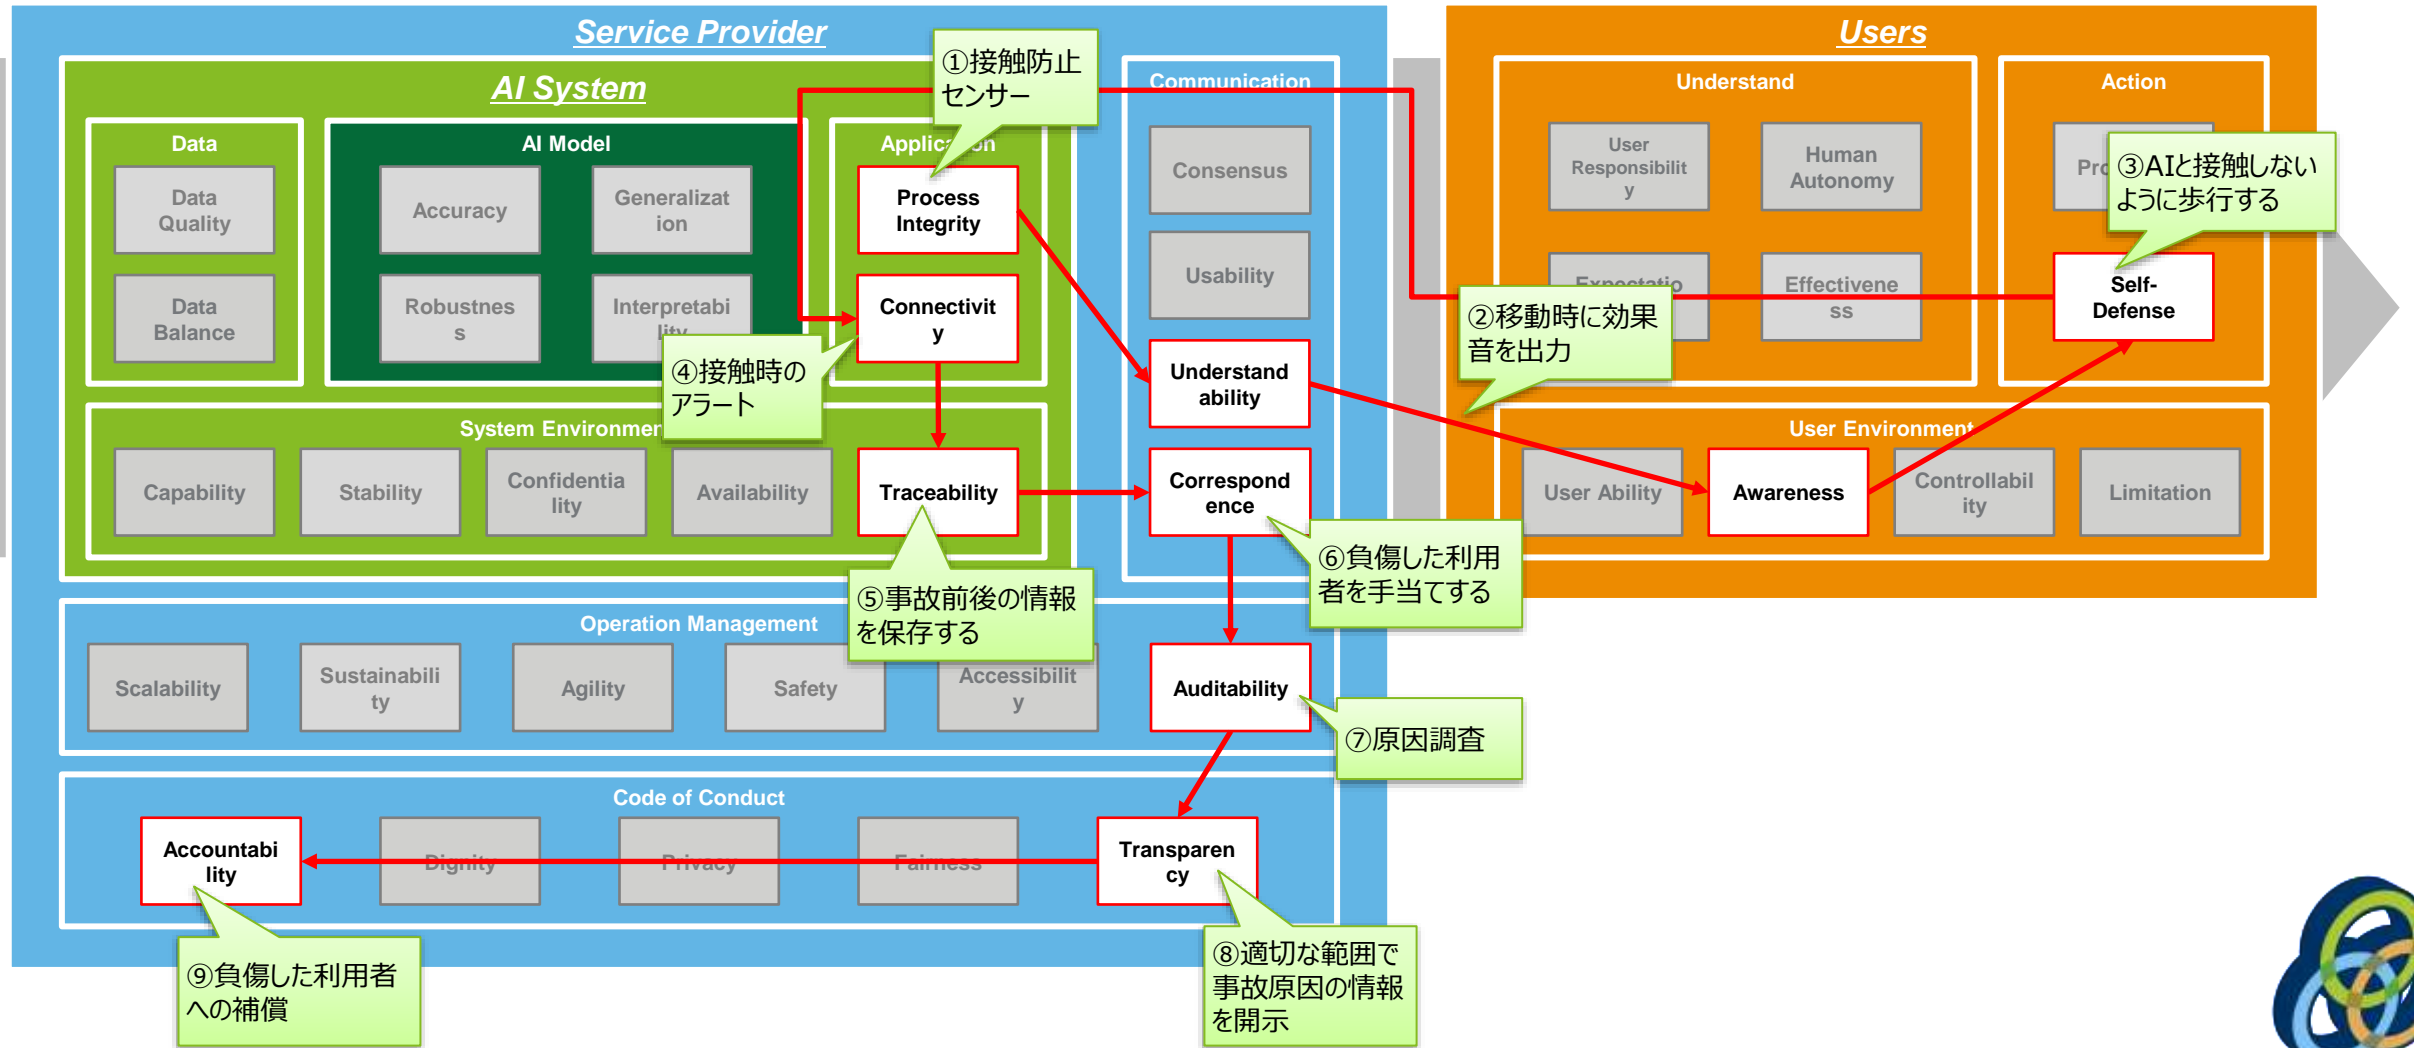 Service Provider
Users
AI System
①接触防止
センサー
Communication
Understand
Action
Data
AI Model
Application
Data
Quality
Accuracy
Generalizat
ion
Process
Integrity
Consensus
User
Responsibilit
y
Human
Autonomy
③AIと接触しない
ように歩行する
Data
Balance
Robustnes
s
Interpretabi
lity
Connectivit
y
Usability
Expectatio
Effectivene
ss
Self-
Defense
②移動時に効果
音を出力
④接触時の
アラート
Understand
ability
System Environmen
User Environment
Capability
Stability
Confidentia
lity
Availability
Traceability
Correspond
ence
User Ability
Awareness
Controllabil
ity
Limitation
⑤事故前後の情報
を保存する
⑥負傷した利用
者を手当てする
Operation Management
Scalability
Sustainabili
ty
Agility
Safety
Accessibilit
y
Auditability
⑦原因調査
Code of Conduct
Accountabi
lity
Dignity
Privacy
Fairness
Transparen
cy
⑨負傷した利用者
への補償
⑧適切な範囲で
事故原因の情報
を開示